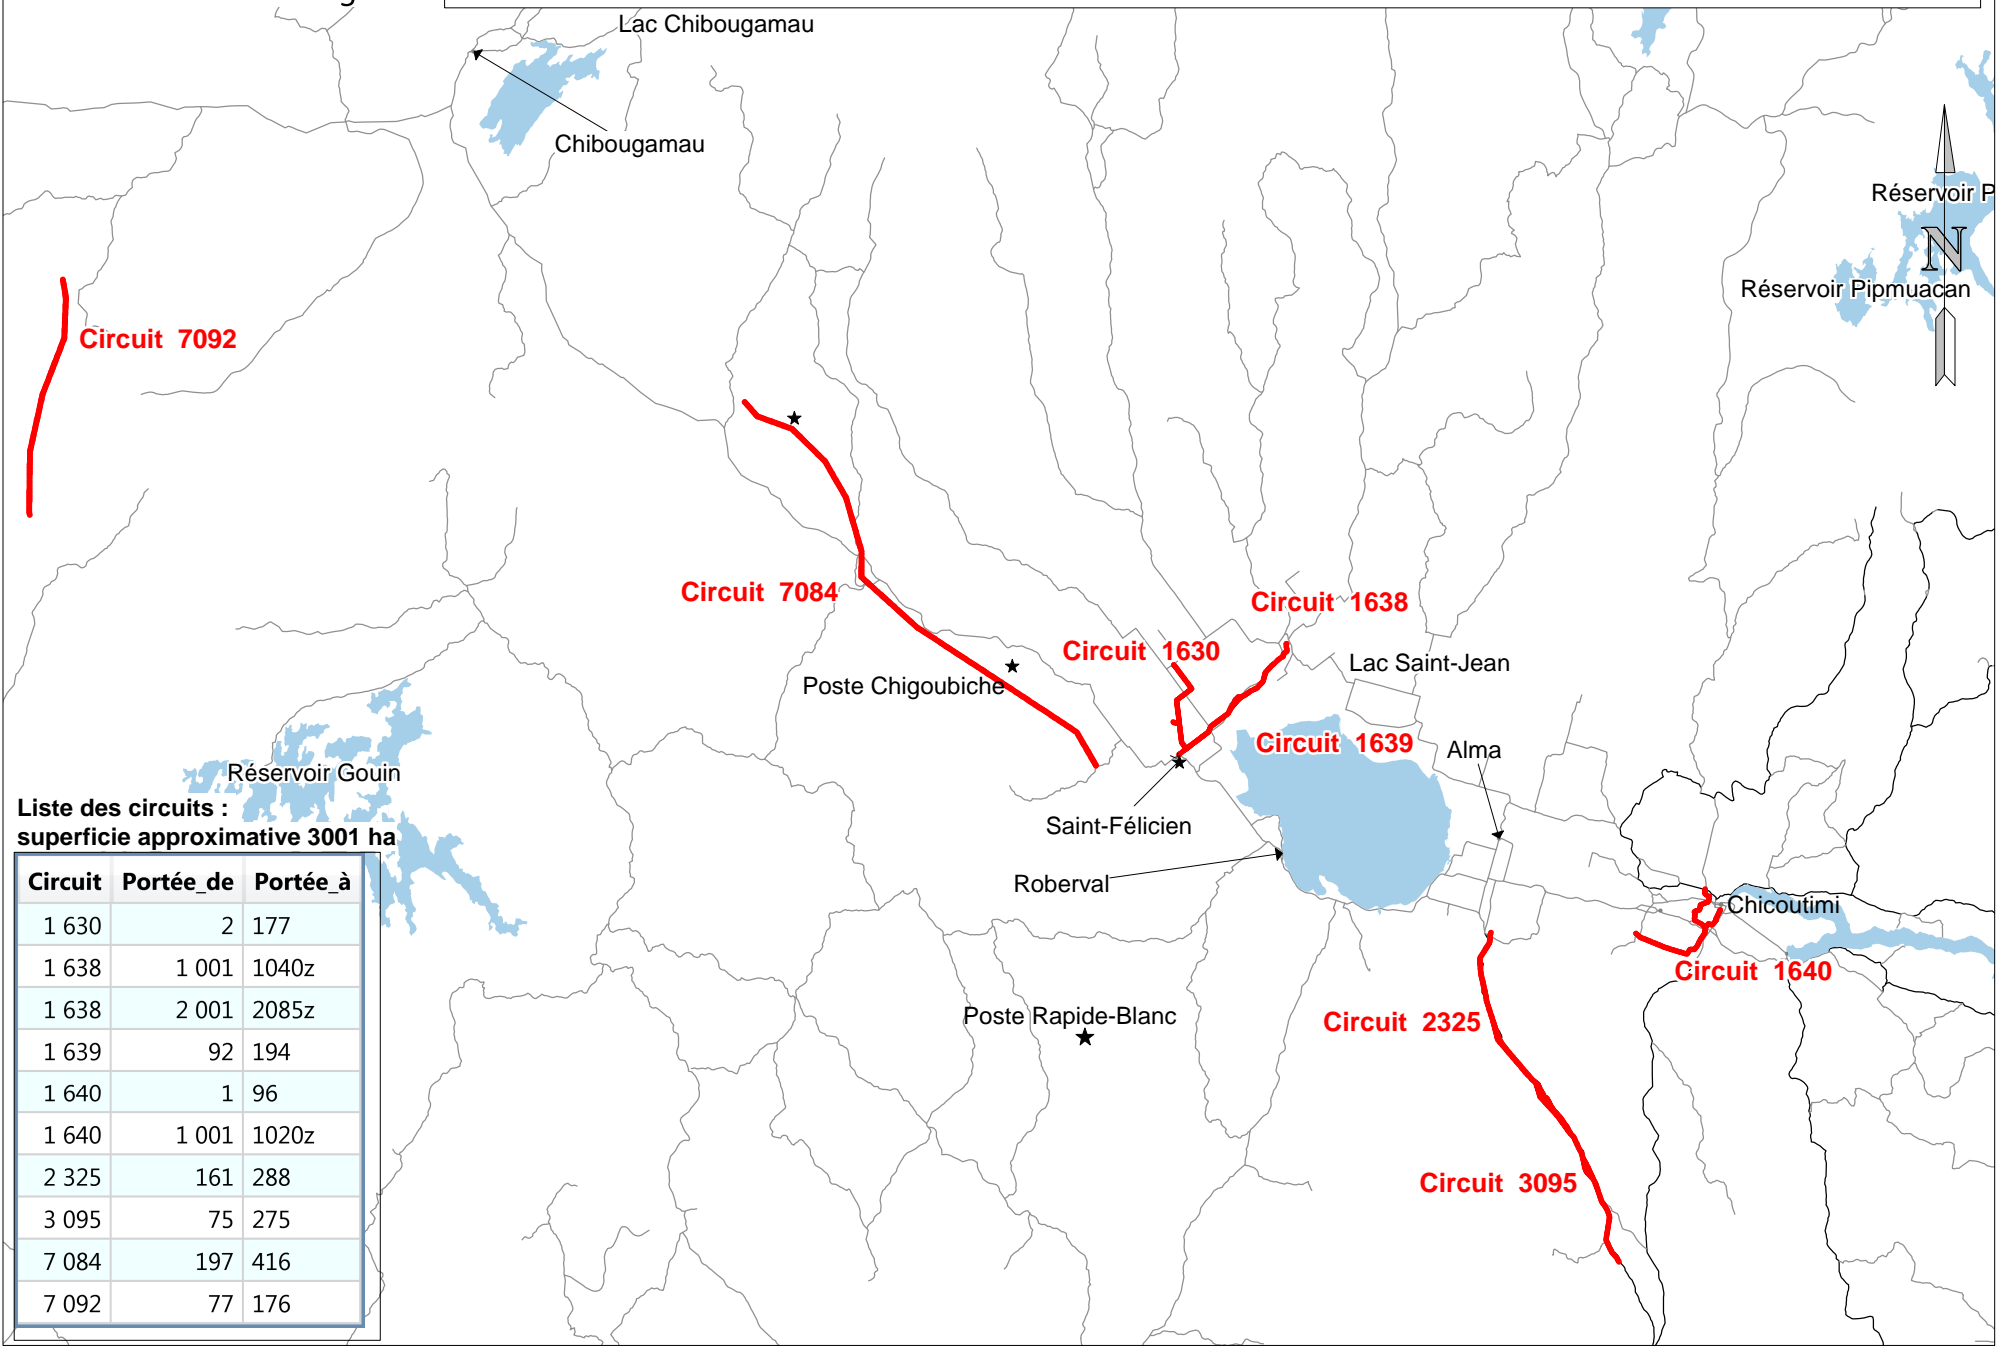 Lac Chibougamau
Chibougamau
Réservoir P
N
Réservoir Pipmuacan
Circuit 7092
Circuit 7084
Circuit 1638
Circuit 1630
Lac Saint-Jean
Poste Chigoubiche
Circuit 1639
Alma
Réservoir Gouin
Saint-Félicien
Roberval
Chicoutimi
Circuit 1640
Poste Rapide-Blanc
Circuit 2325
Circuit 3095
Liste des circuits :
superficie approximative 3001 ha
Circuit Portée_de Portée_à
1 630 2 177
1 638 1 001 1040z
1 638 2 001 2085z
1 639 92 194
1 640 1 96
1 640 1 001 1020z
2 325 161 288
3 095 75 275
7 084 197 416
7 092 77 176